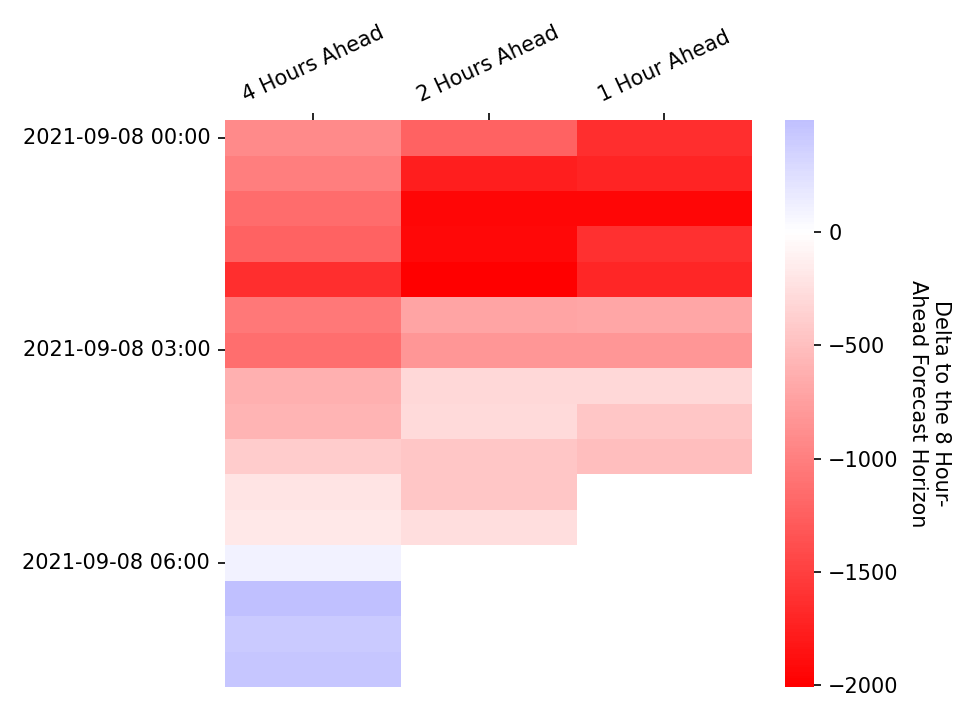 4 Hours Ahead
2 Hours Ahead
1 Hour Ahead
2021-09-08 00:00
2021-09-08 03:00
2021-09-08 06:00
0
−500
−1000
−1500
−2000
Delta to the 8 Hour-
Ahead Forecast Horizon